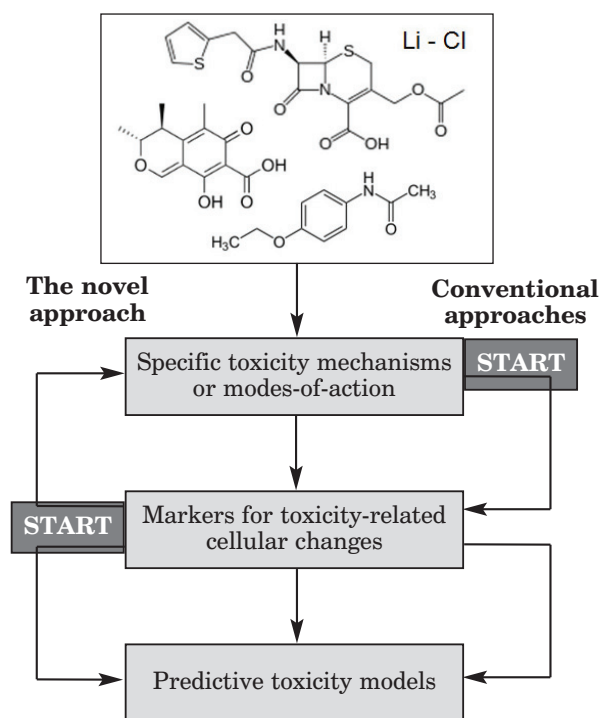 Li - Cl
H
N
H
S
S
O
O
N
O
O
O
OH
O
O
OH
OH
O
H
N
CH₃
O
H₃C
O
The novel
approach
Conventional
approaches
Specific toxicity mechanisms
or modes-of-action
START
START
Markers for toxicity-related
cellular changes
Predictive toxicity models